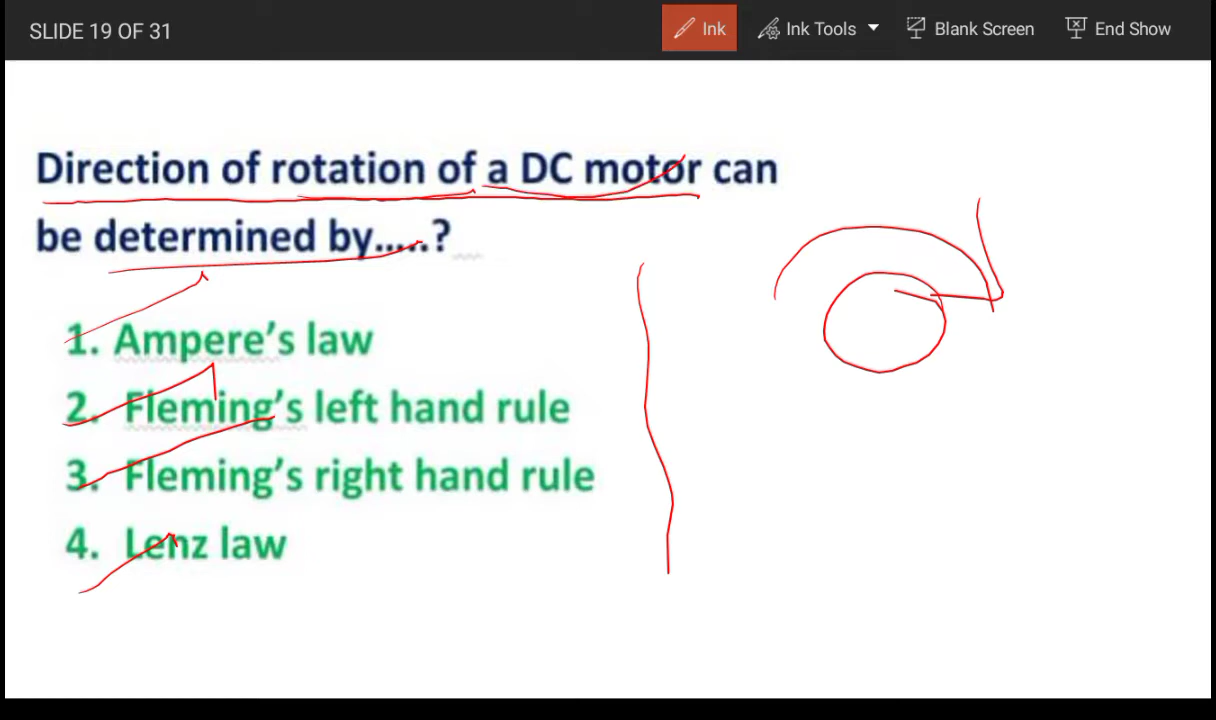 SLIDE 19 OF 31
Ink
Ink Tools
Blank Screen
End Show
Direction of rotation of a DC motor can
be determined by.....?
1. Ampere's law
2. Fleming's left hand rule
3. Fleming's right hand rule
4. Lenz law